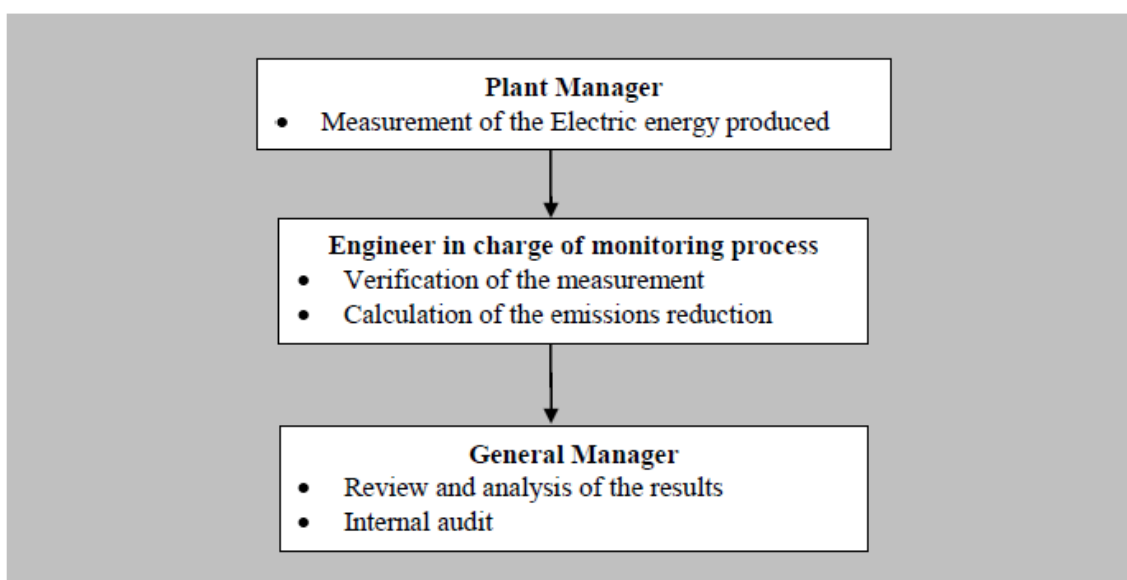 Plant Manager
• Measurement of the Electric energy produced
Engineer in charge of monitoring process
• Verification of the measurement
• Calculation of the emissions reduction
General Manager
• Review and analysis of the results
• Internal audit